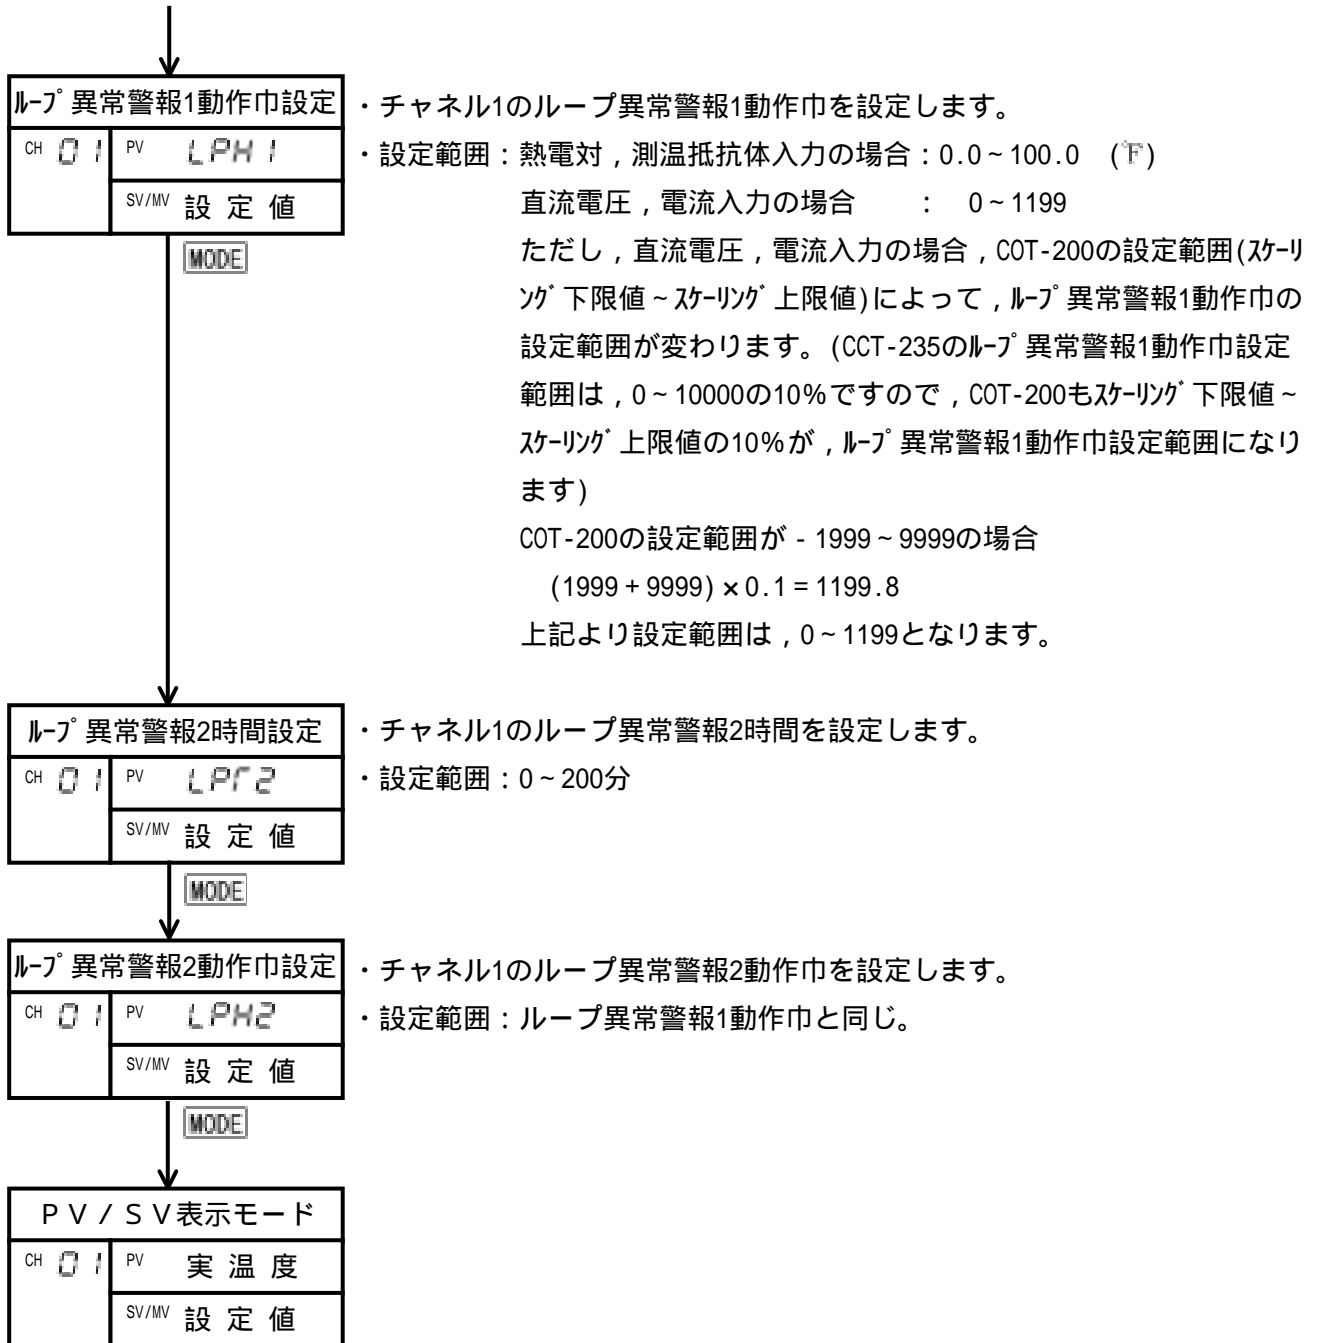 ループ異常警報1動作巾設定
CH 01 PV LPH1
SV/MV 設定値
MODE
・チャネル1のループ異常警報1動作巾を設定します。
・設定範囲：熱電対，測温抵抗体入力の場合：0.0～100.0 (℉)
直流電圧，電流入力の場合　　：　0～1199
ただし，直流電圧，電流入力の場合，COT-200の設定範囲(スケーリ
ング下限値～スケーリング上限値)によって，ループ異常警報1動作巾の
設定範囲が変わります。(CCT-235のループ異常警報1動作巾設定
範囲は，0～10000の10％ですので，COT-200もスケーリング下限値～
スケーリング上限値の10％が，ループ異常警報1動作巾設定範囲になり
ます)
COT-200の設定範囲が－1999～9999の場合
(1999＋9999)×0.1＝1199.8
上記より設定範囲は，0～1199となります。
ループ異常警報2時間設定
CH 01 PV LPT2
SV/MV 設定値
MODE
・チャネル1のループ異常警報2時間を設定します。
・設定範囲：0～200分
ループ異常警報2動作巾設定
CH 01 PV LPH2
SV/MV 設定値
MODE
・チャネル1のループ異常警報2動作巾を設定します。
・設定範囲：ループ異常警報1動作巾と同じ。
ＰＶ／ＳＶ表示モード
CH 01 PV 実温度
SV/MV 設定値